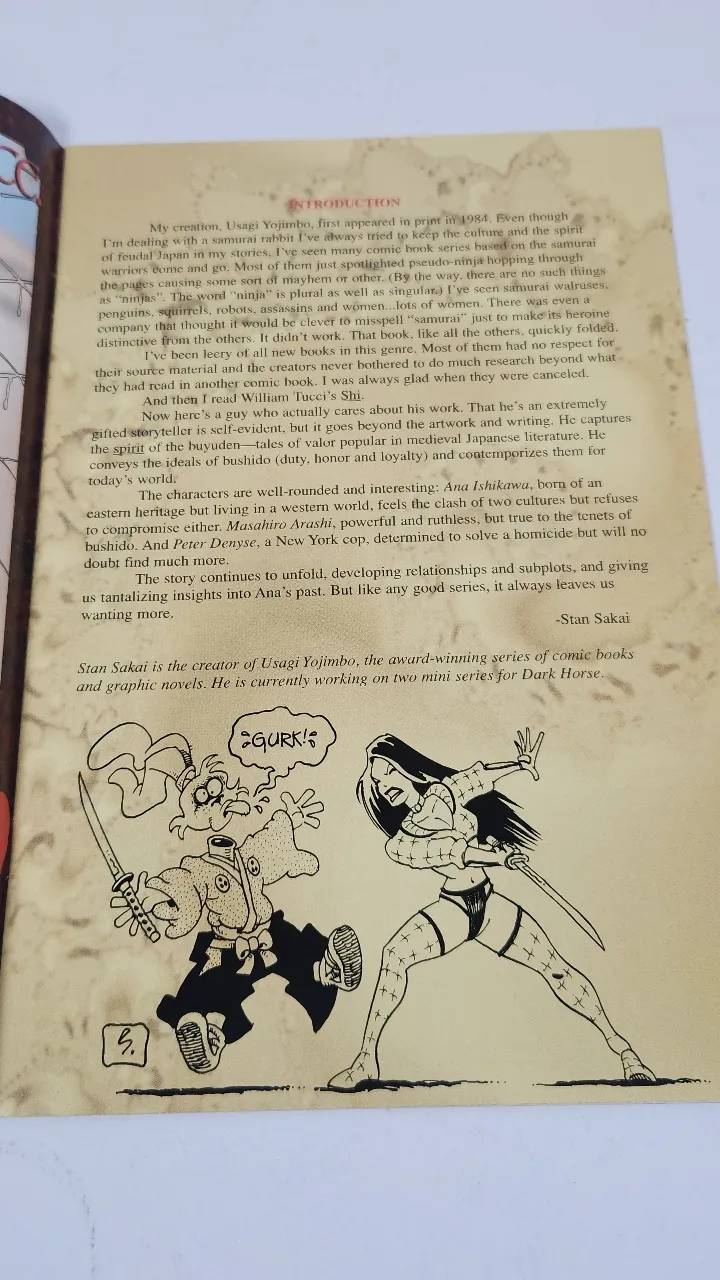 INTRODUCTION
My creation, Usagi Yojimbo, first appeared in print in 1984. Even though
I'm dealing with a samurai rabbit I've always tried to keep the culture and the spirit
of feudal Japan in my stories. I've seen many comic book series based on the samurai
warriors come and go. Most of them just spotlighted pseudo-ninja hopping through
the pages causing some sort of mayhem or other. (By the way, there are no such things
as "ninjas". The word "ninja" is plural as well as singular.) I've seen samurai walruses,
penguins, squirrels, robots, assassins and women...lots of women. There was even a
company that thought it would be clever to misspell "samurai" just to make its heroine
distinctive from the others. It didn't work. That book, like all the others, quickly folded.
I've been leery of all new books in this genre. Most of them had no respect for
their source material and the creators never bothered to do much research beyond what
they had read in another comic book. I was always glad when they were canceled.
And then I read William Tucci's Shi.
Now here's a guy who actually cares about his work. That he's an extremely
gifted storyteller is self-evident, but it goes beyond the artwork and writing. He captures
the spirit of the buyuden—tales of valor popular in medieval Japanese literature. He
conveys the ideals of bushido (duty, honor and loyalty) and contemporizes them for
today's world.
The characters are well-rounded and interesting: Ana Ishikawa, born of an
eastern heritage but living in a western world, feels the clash of two cultures but refuses
to compromise either. Masahiro Arashi, powerful and ruthless, but true to the tenets of
bushido. And Peter Denyse, a New York cop, determined to solve a homicide but will no
doubt find much more.
The story continues to unfold, developing relationships and subplots, and giving
us tantalizing insights into Ana's past. But like any good series, it always leaves us
wanting more.
-Stan Sakai
Stan Sakai is the creator of Usagi Yojimbo, the award-winning series of comic books
and graphic novels. He is currently working on two mini series for Dark Horse.
GURK!
S.